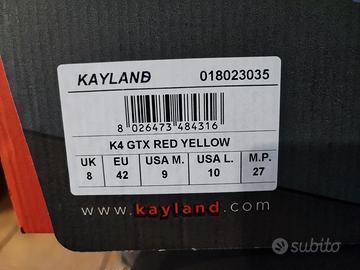 KAYLAND 018023035
8 026473 484316
K4 GTX RED YELLOW
UK EU USA M. USA L. M.P.
8 42 9 10 27
www.kayland.com
subito